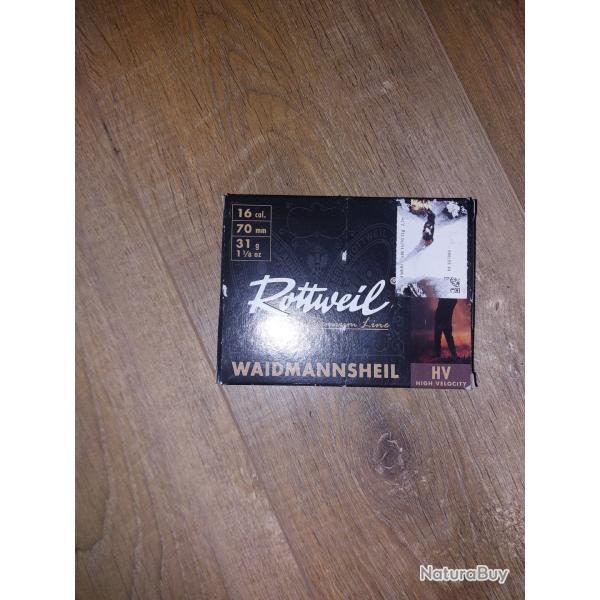 16 cal.
70 mm
31 g
1 1/8 oz
Rottweil
Premium Line
WAIDMANNSHEIL
HV
HIGH VELOCITY
NaturaBuy